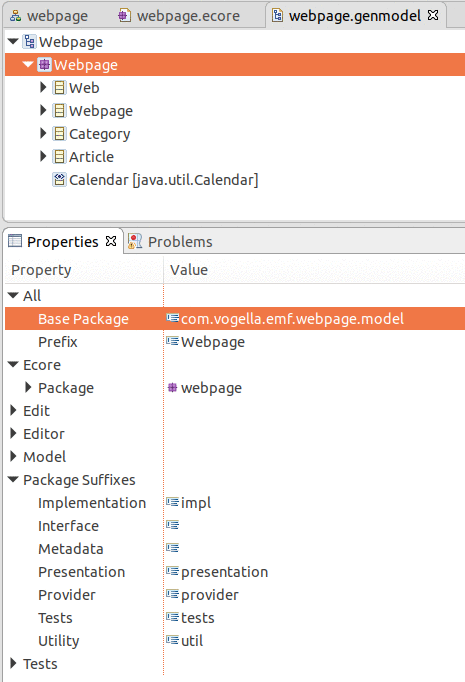 webpage webpage.ecore webpage.genmodel
Webpage
Webpage
Web
Webpage
Category
Article
Calendar [java.util.Calendar]
Properties Problems
Property Value
All
Base Package com.vogella.emf.webpage.model
Prefix Webpage
Ecore
Package webpage
Edit
Editor
Model
Package Suffixes
Implementation impl
Interface
Metadata
Presentation presentation
Provider provider
Tests tests
Utility util
Tests